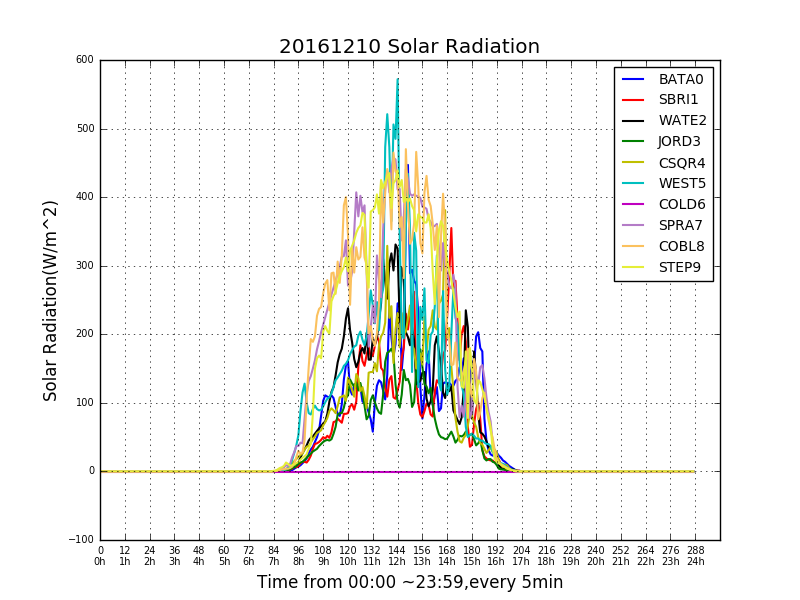 20161210 Solar Radiation
600
500
400
300
200
100
0
−100
Solar Radiation(W/m^2)
BATA0
SBRI1
WATE2
JORD3
CSQR4
WEST5
COLD6
SPRA7
COBL8
STEP9
0 12 24 36 48 60 72 84 96 108 120 132 144 156 168 180 192 204 216 228 240 252 264 276 288
0h 1h 2h 3h 4h 5h 6h 7h 8h 9h 10h 11h 12h 13h 14h 15h 16h 17h 18h 19h 20h 21h 22h 23h 24h
Time from 00:00 ~23:59,every 5min